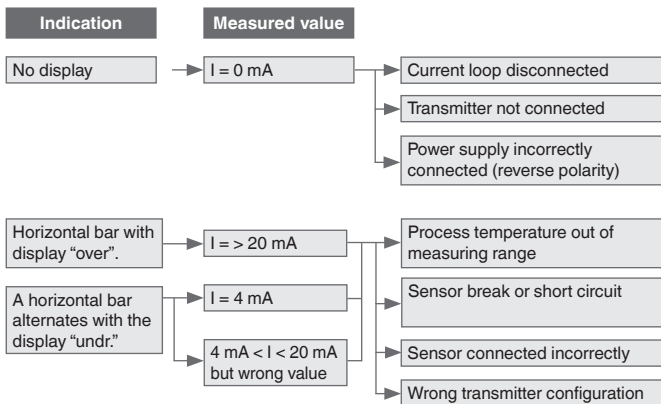 Indication
Measured value
No display
I = 0 mA
Current loop disconnected
Transmitter not connected
Power supply incorrectly
connected (reverse polarity)
Horizontal bar with
display “over”.
I = > 20 mA
Process temperature out of
measuring range
A horizontal bar
alternates with the
display “undr.”
I = 4 mA
Sensor break or short circuit
4 mA < I < 20 mA
but wrong value
Sensor connected incorrectly
Wrong transmitter configuration